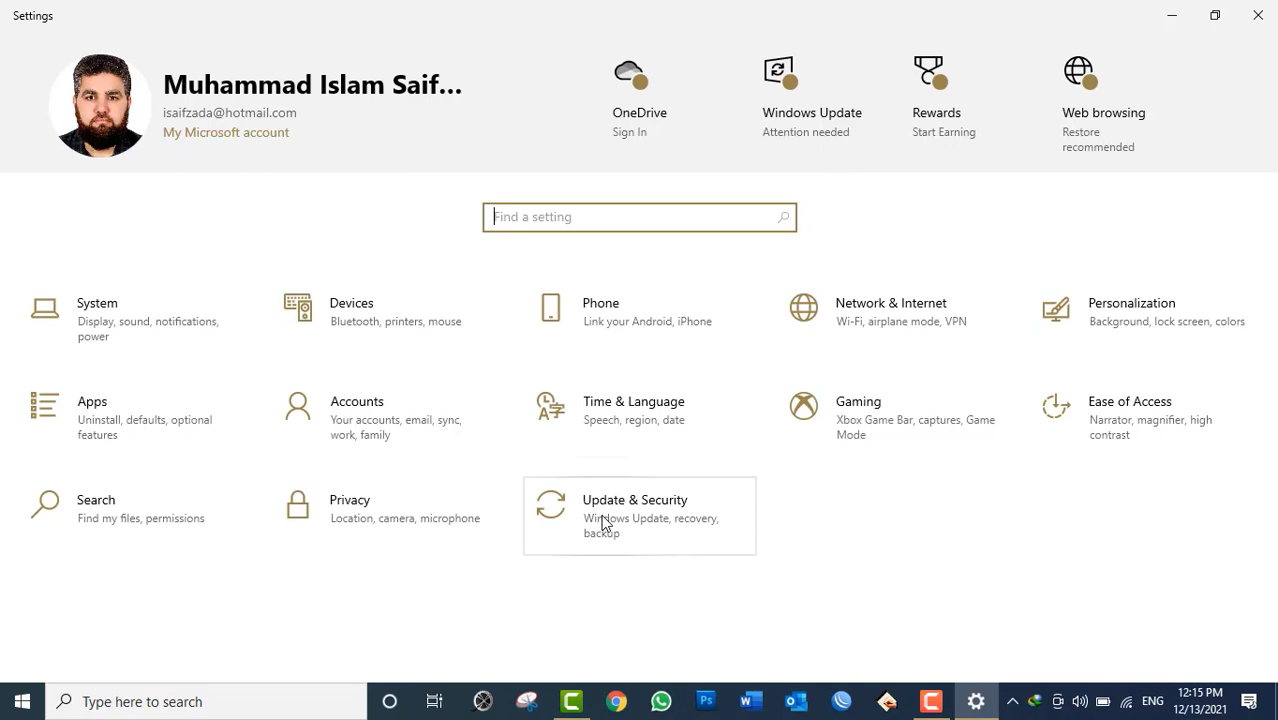 Settings
Muhammad Islam Saif...
isaifzada@hotmail.com
My Microsoft account
OneDrive
Sign In
Windows Update
Attention needed
Rewards
Start Earning
Web browsing
Restore
recommended
Find a setting
System
Display, sound, notifications,
power
Devices
Bluetooth, printers, mouse
Phone
Link your Android, iPhone
Network & Internet
Wi-Fi, airplane mode, VPN
Personalization
Background, lock screen, colors
Apps
Uninstall, defaults, optional
features
Accounts
Your accounts, email, sync,
work, family
Time & Language
Speech, region, date
Gaming
Xbox Game Bar, captures, Game
Mode
Ease of Access
Narrator, magnifier, high
contrast
Search
Find my files, permissions
Privacy
Location, camera, microphone
Update & Security
Windows Update, recovery,
backup
Type here to search
ENG
12:15 PM
12/13/2021